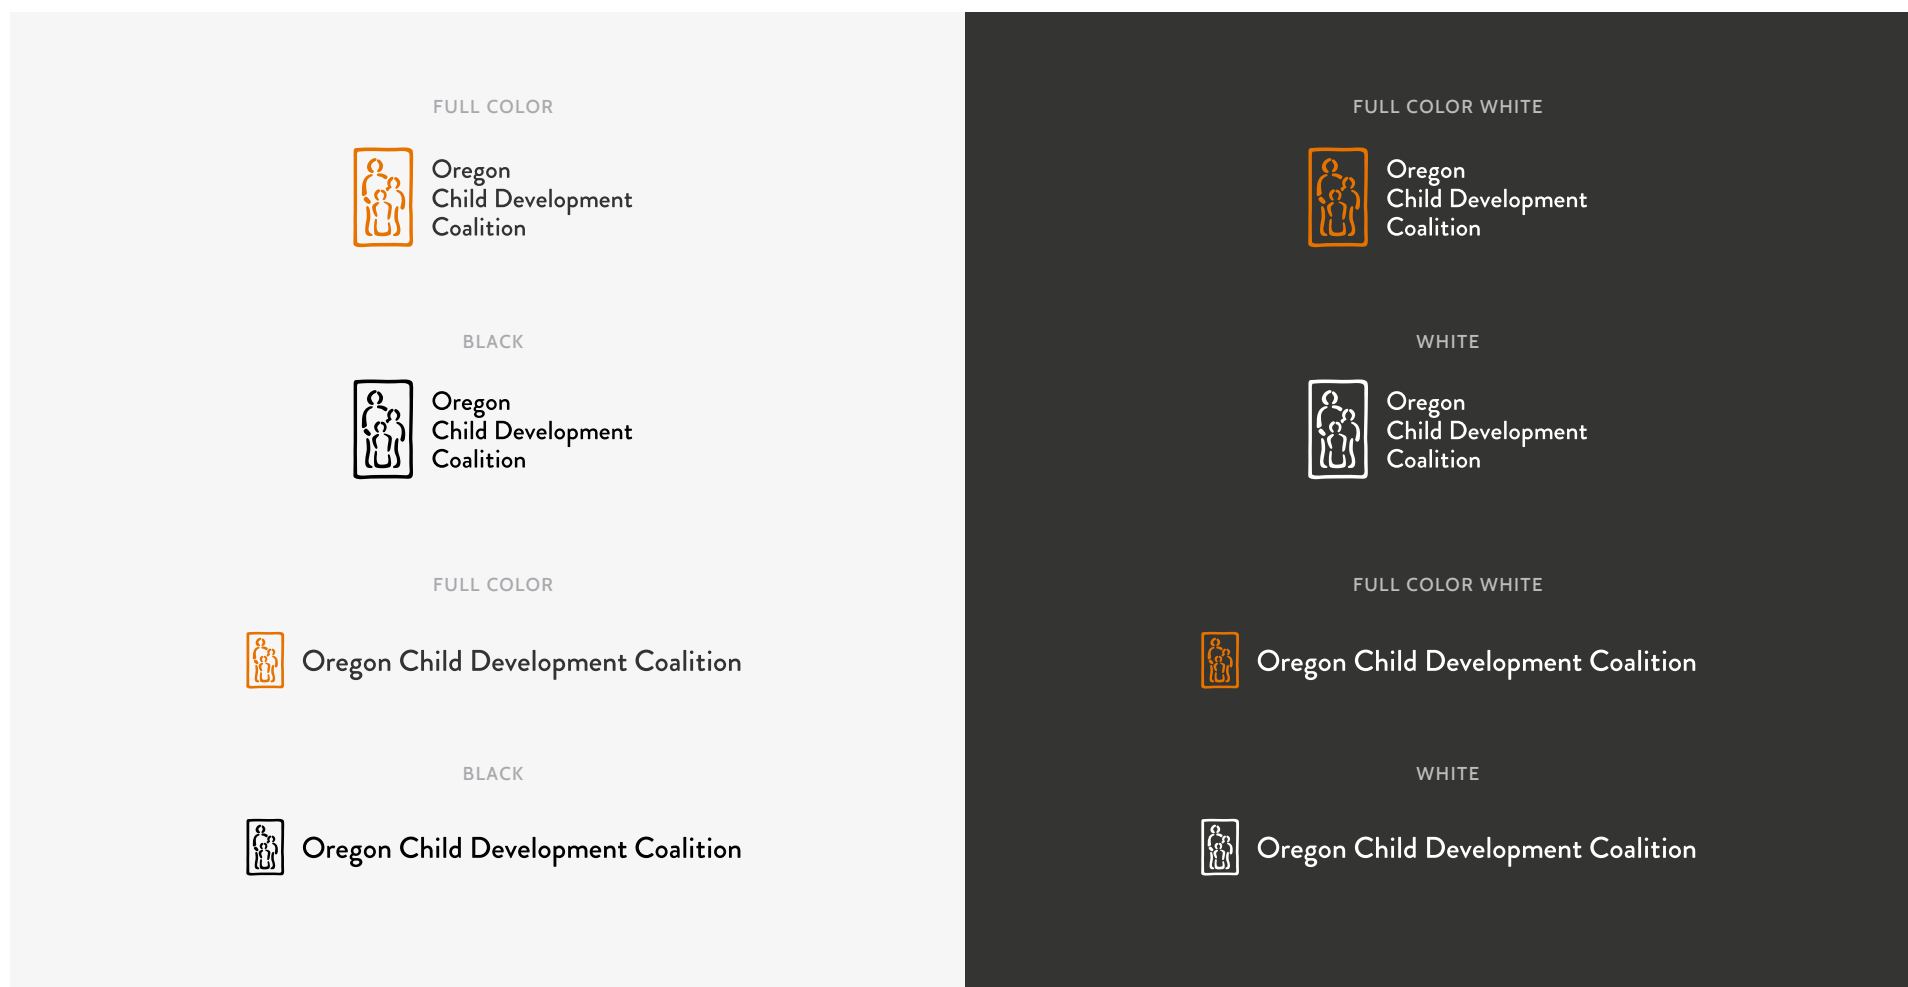 FULL COLOR
Oregon
Child Development
Coalition
BLACK
Oregon
Child Development
Coalition
FULL COLOR
Oregon Child Development Coalition
BLACK
Oregon Child Development Coalition
FULL COLOR WHITE
Oregon
Child Development
Coalition
WHITE
Oregon
Child Development
Coalition
FULL COLOR WHITE
Oregon Child Development Coalition
WHITE
Oregon Child Development Coalition